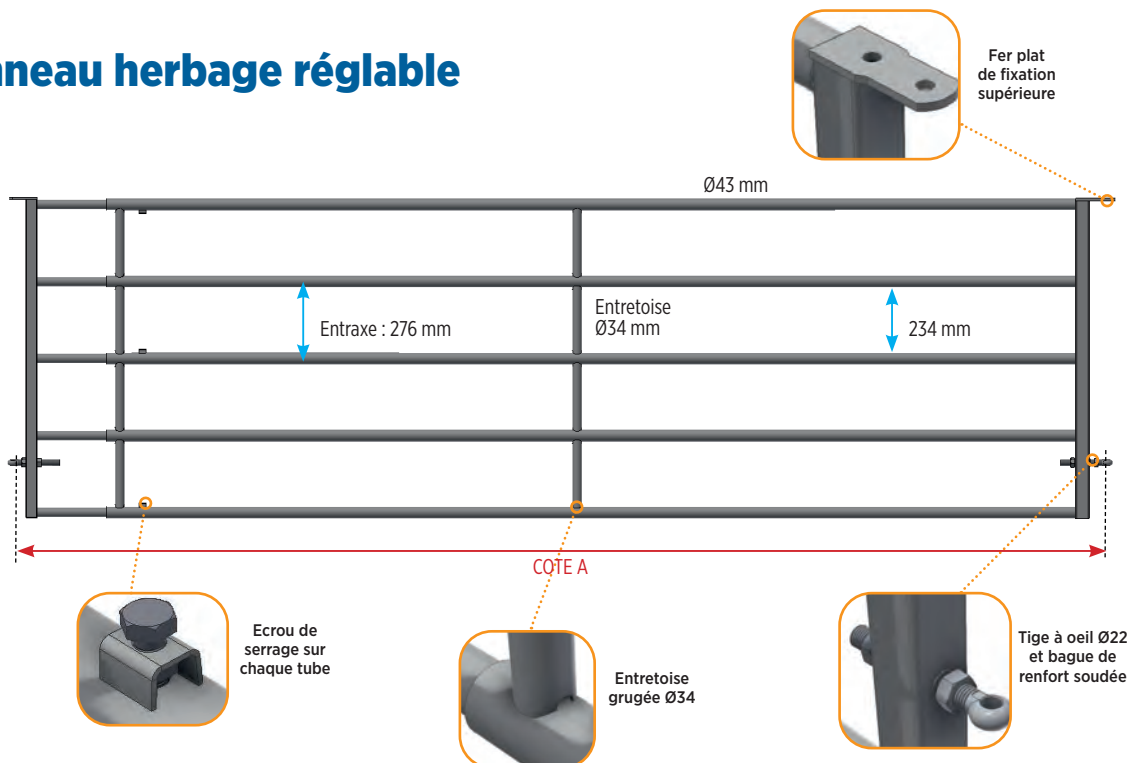 nneau herbage réglable
Fer plat
de fixation
supérieure
Ø43 mm
Entraxe : 276 mm
Entretoise
Ø34 mm
234 mm
COTE A
Ecrou de
serrage sur
chaque tube
Entretoise
grugée Ø34
Tige à oeil Ø22
et bague de
renfort soudée